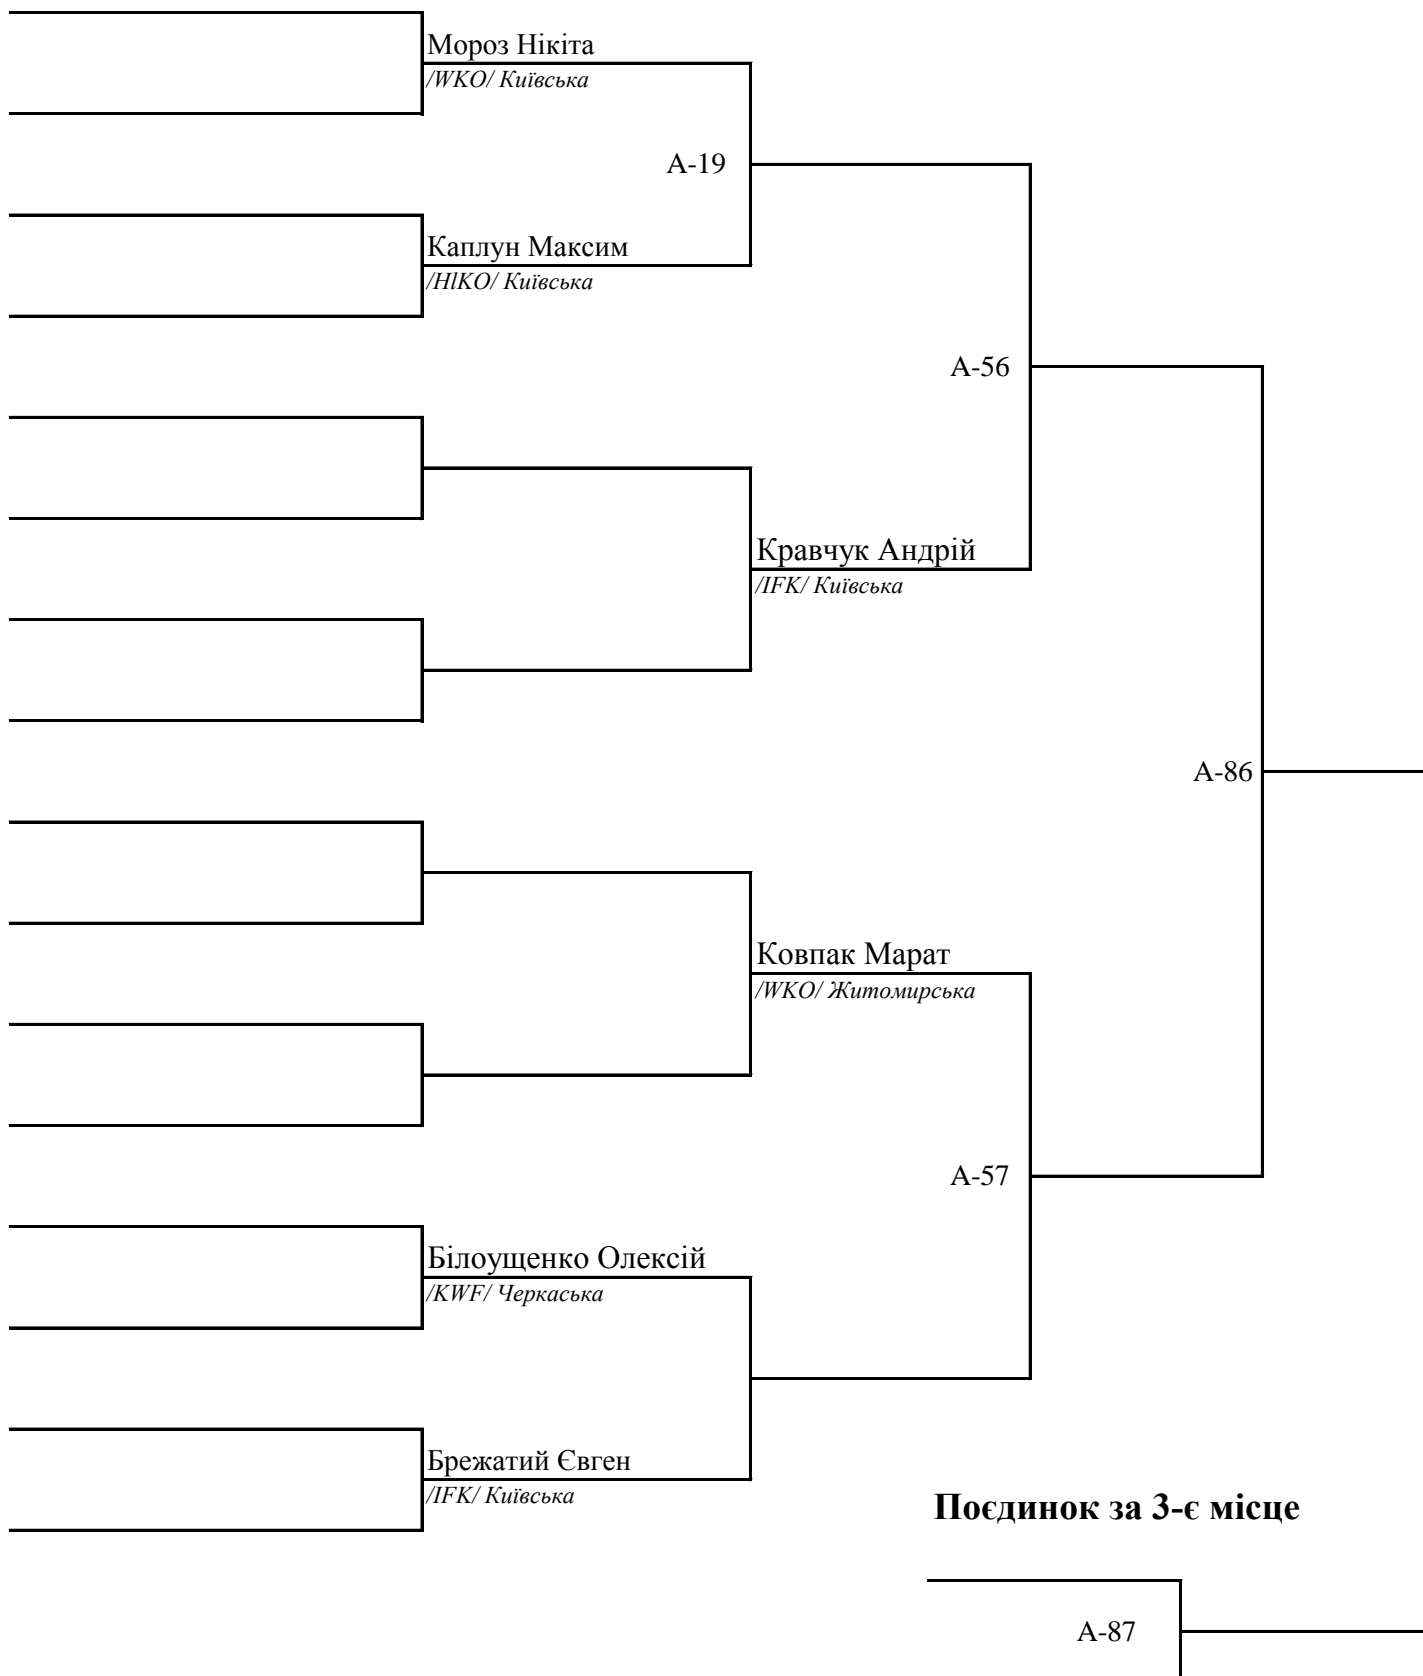 Мороз Нікіта
/WKO/ Київська
А-19
Каплун Максим
/HlKO/ Київська
А-56
Кравчук Андрій
/IFK/ Київська
А-86
Ковпак Марат
/WKO/ Житомирська
А-57
Білоущенко Олексій
/KWF/ Черкаська
Брежатий Євген
/IFK/ Київська
Поєдинок за 3-є місце
А-87